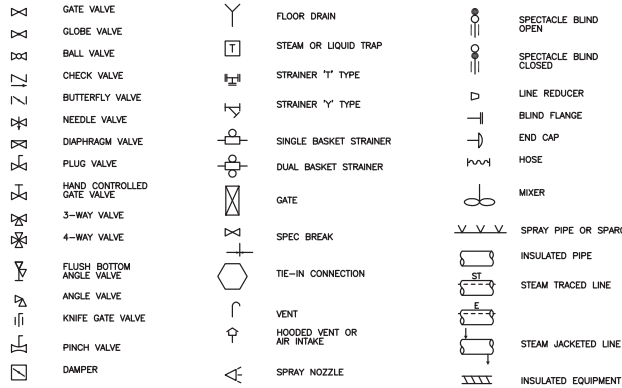 GATE VALVE
GLOBE VALVE
BALL VALVE
CHECK VALVE
BUTTERFLY VALVE
NEEDLE VALVE
DIAPHRAGM VALVE
PLUG VALVE
HAND CONTROLLED
GATE VALVE
3-WAY VALVE
4-WAY VALVE
FLUSH BOTTOM
ANGLE VALVE
ANGLE VALVE
KNIFE GATE VALVE
PINCH VALVE
DAMPER
FLOOR DRAIN
T
STEAM OR LIQUID TRAP
STRAINER 'T' TYPE
STRAINER 'Y' TYPE
SINGLE BASKET STRAINER
DUAL BASKET STRAINER
GATE
SPEC BREAK
TIE-IN CONNECTION
VENT
HOODED VENT OR
AIR INTAKE
SPRAY NOZZLE
SPECTACLE BLIND
OPEN
SPECTACLE BLIND
CLOSED
LINE REDUCER
BLIND FLANGE
END CAP
HOSE
MIXER
SPRAY PIPE OR SPARG
INSULATED PIPE
ST
STEAM TRACED LINE
E
STEAM JACKETED LINE
INSULATED EQUIPMENT